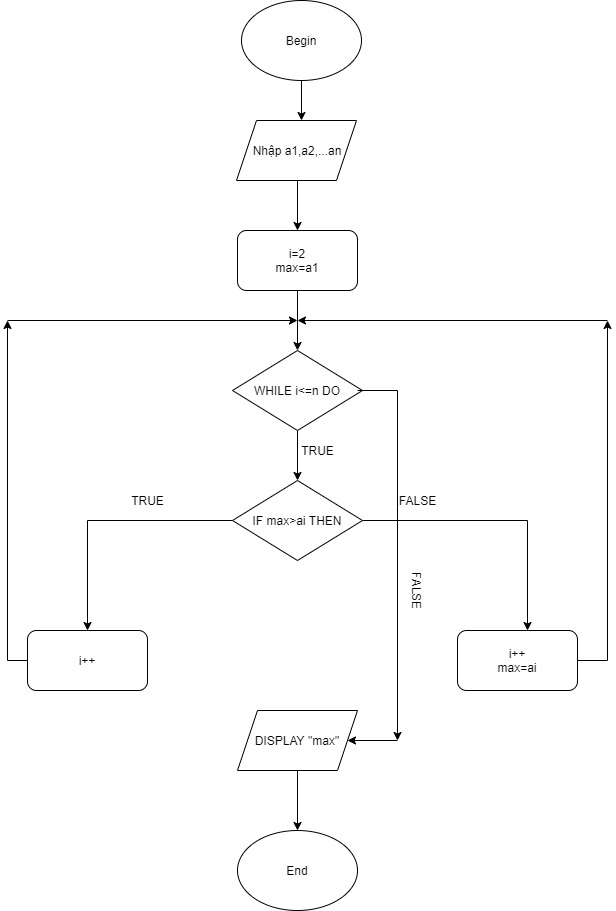 Begin
Nhập a1,a2,...an
i=2
max=a1
WHILE i<=n DO
TRUE
TRUE
IF max>ai THEN
FALSE
FALSE
i++
i++
max=ai
DISPLAY "max"
End